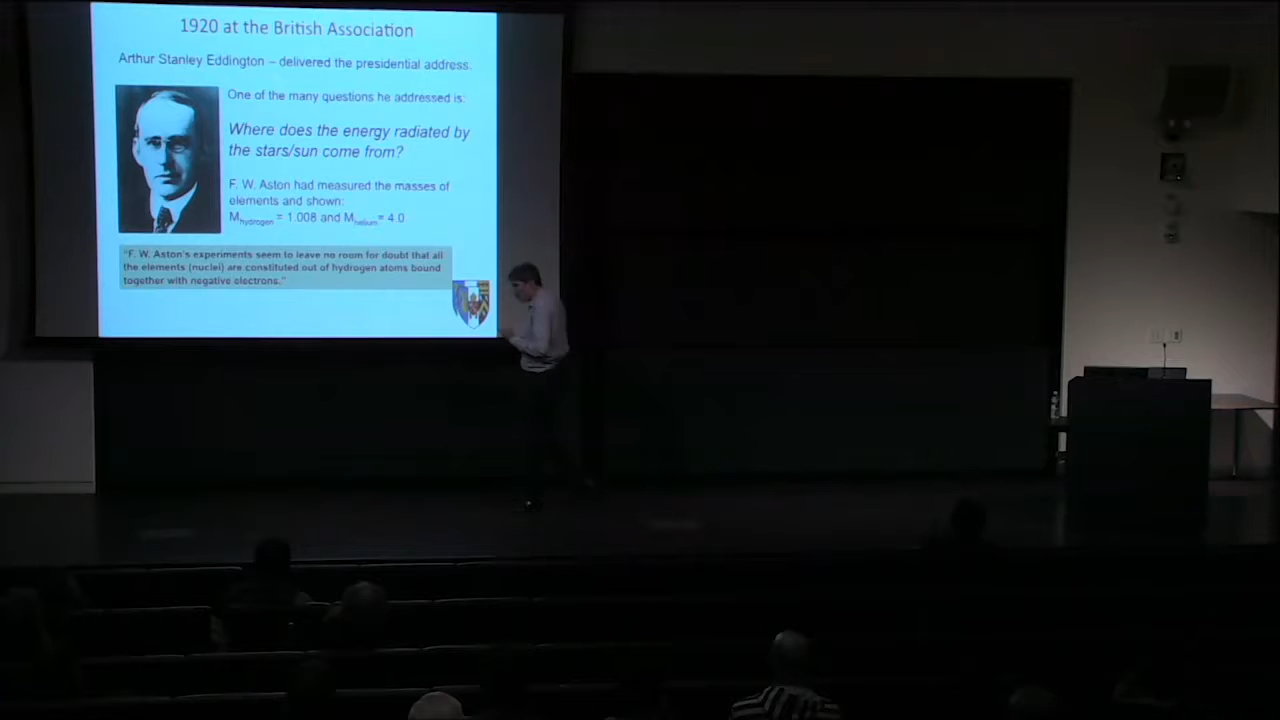 1920 at the British Association
Arthur Stanley Eddington – delivered the presidential address.
One of the many questions he addressed is:
Where does the energy radiated by
the stars/sun come from?
F. W. Aston had measured the masses of
elements and shown:
Mhydrogen = 1.008 and Mhelium = 4.0
"F. W. Aston's experiments seem to leave no room for doubt that all
the elements (nuclei) are constituted out of hydrogen atoms bound
together with negative electrons."